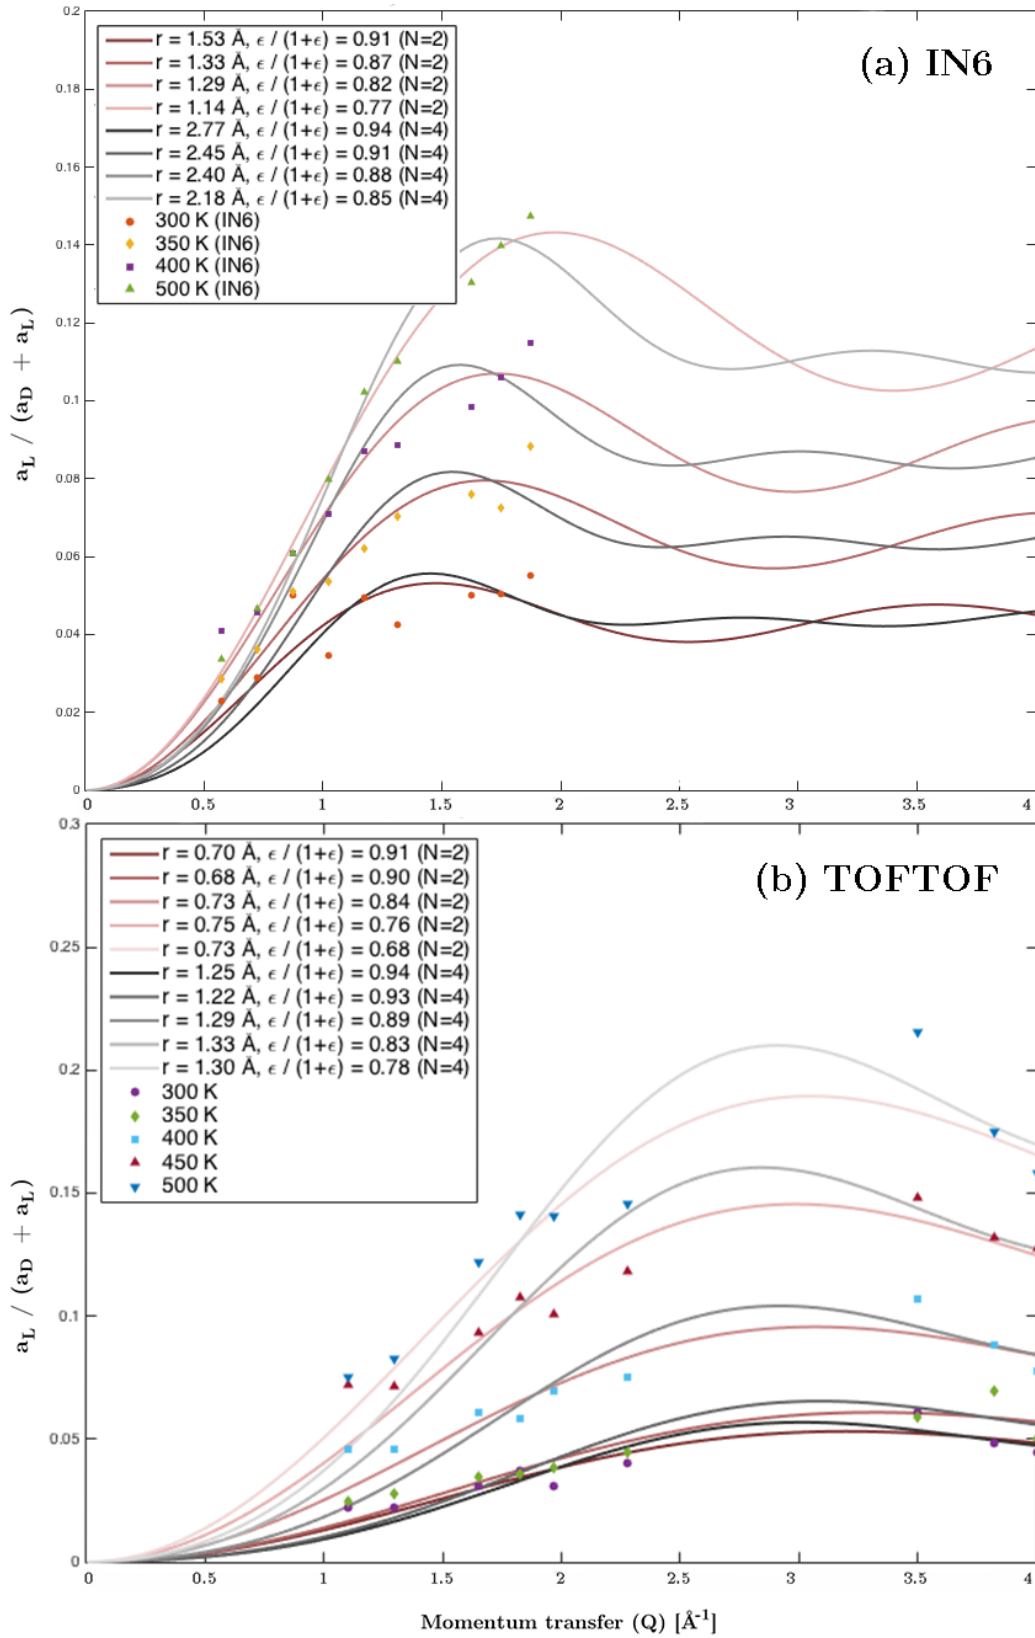 0.2
(a) IN6
r = 1.53 Å, ϵ / (1+ϵ) = 0.91 (N=2)
r = 1.33 Å, ϵ / (1+ϵ) = 0.87 (N=2)
r = 1.29 Å, ϵ / (1+ϵ) = 0.82 (N=2)
r = 1.14 Å, ϵ / (1+ϵ) = 0.77 (N=2)
r = 2.77 Å, ϵ / (1+ϵ) = 0.94 (N=4)
r = 2.45 Å, ϵ / (1+ϵ) = 0.91 (N=4)
r = 2.40 Å, ϵ / (1+ϵ) = 0.88 (N=4)
r = 2.18 Å, ϵ / (1+ϵ) = 0.85 (N=4)
300 K (IN6)
350 K (IN6)
400 K (IN6)
500 K (IN6)
0.18
0.16
0.14
0.12
0.1
0.08
0.06
0.04
0.02
0
a_L / (a_D + a_L)
0 0.5 1 1.5 2 2.5 3 3.5 4
0.3
(b) TOFTOF
r = 0.70 Å, ϵ / (1+ϵ) = 0.91 (N=2)
r = 0.68 Å, ϵ / (1+ϵ) = 0.90 (N=2)
r = 0.73 Å, ϵ / (1+ϵ) = 0.84 (N=2)
r = 0.75 Å, ϵ / (1+ϵ) = 0.76 (N=2)
r = 0.73 Å, ϵ / (1+ϵ) = 0.68 (N=2)
r = 1.25 Å, ϵ / (1+ϵ) = 0.94 (N=4)
r = 1.22 Å, ϵ / (1+ϵ) = 0.93 (N=4)
r = 1.29 Å, ϵ / (1+ϵ) = 0.89 (N=4)
r = 1.33 Å, ϵ / (1+ϵ) = 0.83 (N=4)
r = 1.30 Å, ϵ / (1+ϵ) = 0.78 (N=4)
300 K
350 K
400 K
450 K
500 K
0.25
0.2
0.15
0.1
0.05
0
a_L / (a_D + a_L)
0 0.5 1 1.5 2 2.5 3 3.5 4
Momentum transfer (Q) [Å⁻¹]